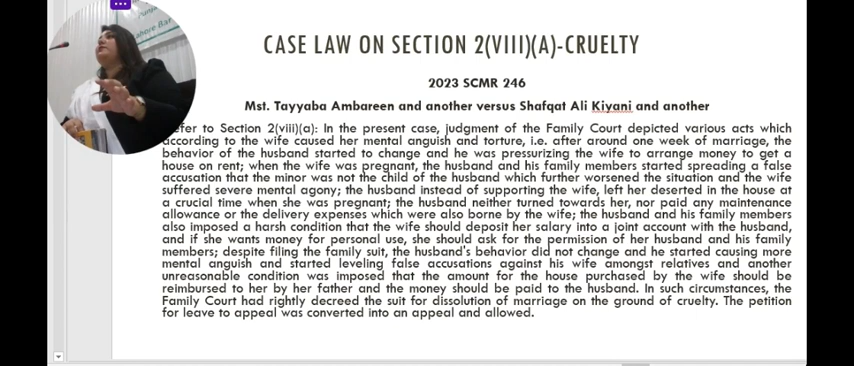 CASE LAW ON SECTION 2(VIII)(A)-CRUELTY
2023 SCMR 246
Mst. Tayyaba Ambareen and another versus Shafqat Ali Kiyani and another
efer to Section 2(viii)(a): In the present case, judgment of the Family Court depicted various acts which
according to the wife caused her mental anguish and torture, i.e. after around one week of marriage, the
behavior of the husband started to change and he was pressurizing the wife to arrange money to get a
house on rent; when the wife was pregnant, the husband and his family members started spreading a false
accusation that the minor was not the child of the husband which further worsened the situation and the wife
suffered severe mental agony; the husband instead of supporting the wife, left her deserted in the house at
a crucial time when she was pregnant; the husband neither turned towards her, nor paid any maintenance
allowance or the delivery expenses which were also borne by the wife; the husband and his family members
also imposed a harsh condition that the wife should deposit her salary into a joint account with the husband,
and if she wants money for personal use, she should ask for the permission of her husband and his family
members; despite filing the family suit, the husband's behavior did not change and he started causing more
mental anguish and started leveling false accusations against his wife amongst relatives and another
unreasonable condition was imposed that the amount for the house purchased by the wife should be
reimbursed to her by her father and the money should be paid to the husband. In such circumstances, the
Family Court had rightly decreed the suit for dissolution of marriage on the ground of cruelty. The petition
for leave to appeal was converted into an appeal and allowed.